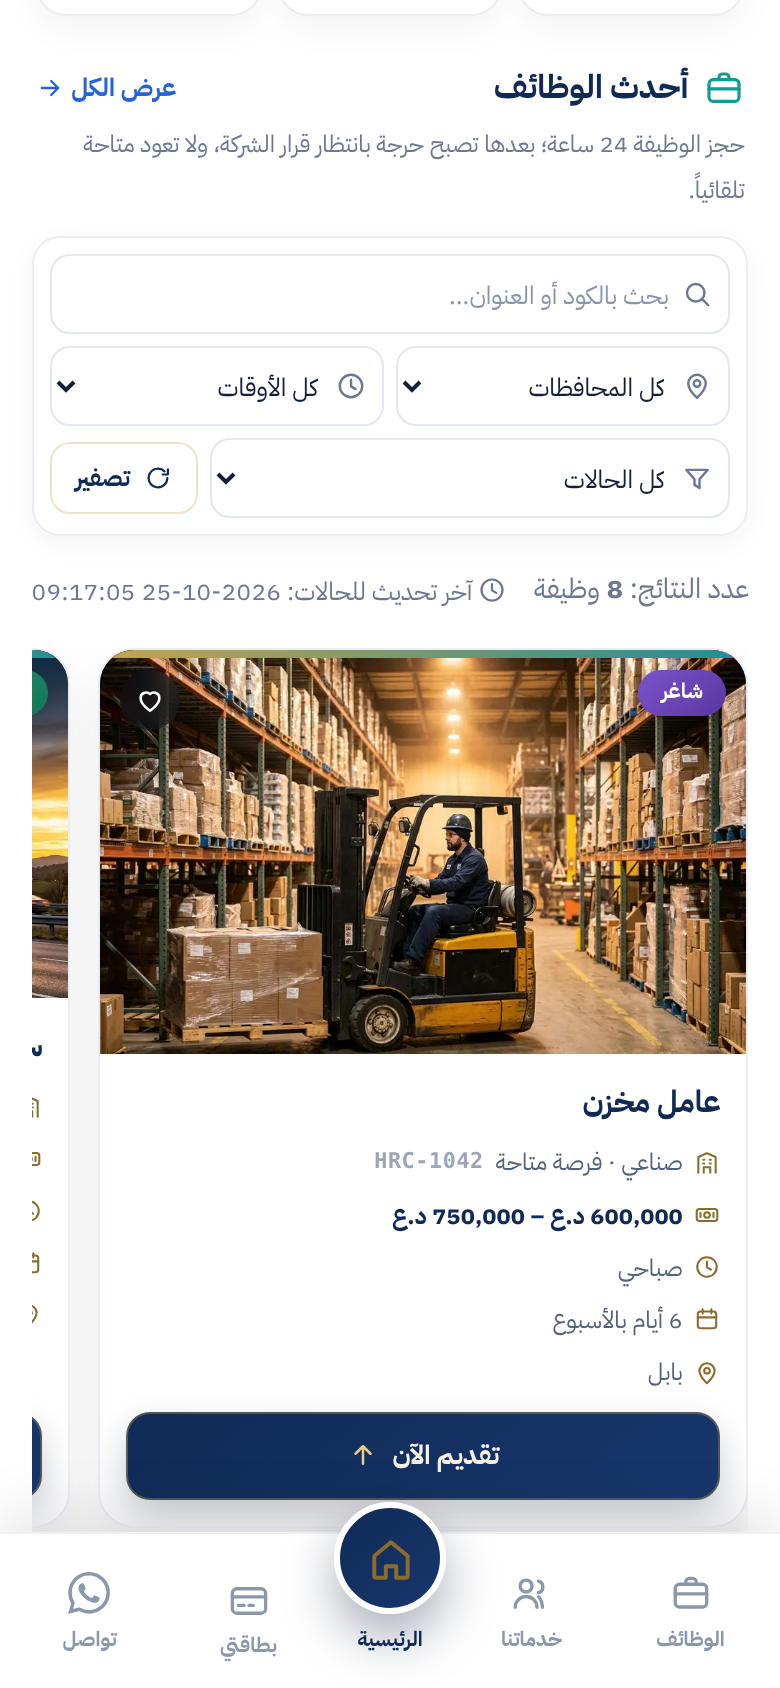 أحدث الوظائف
عرض الكل
حجز الوظيفة 24 ساعة؛ بعدها تصبح حرجة بانتظار قرار الشركة، ولا تعود متاحة
تلقائياً.
بحث بالكود أو العنوان...
كل المحافظات
كل الأوقات
كل الحالات
تصفير
عدد النتائج: 8 وظيفة
آخر تحديث للحالات: 2026-10-25 09:17:05
شاغر
عامل مخزن
صناعي · فرصة متاحة HRC-1042
600,000 د.ع – 750,000 د.ع
صباحي
6 أيام بالأسبوع
بابل
تقديم الآن
الوظائف
خدماتنا
الرئيسية
بطاقتي
تواصل